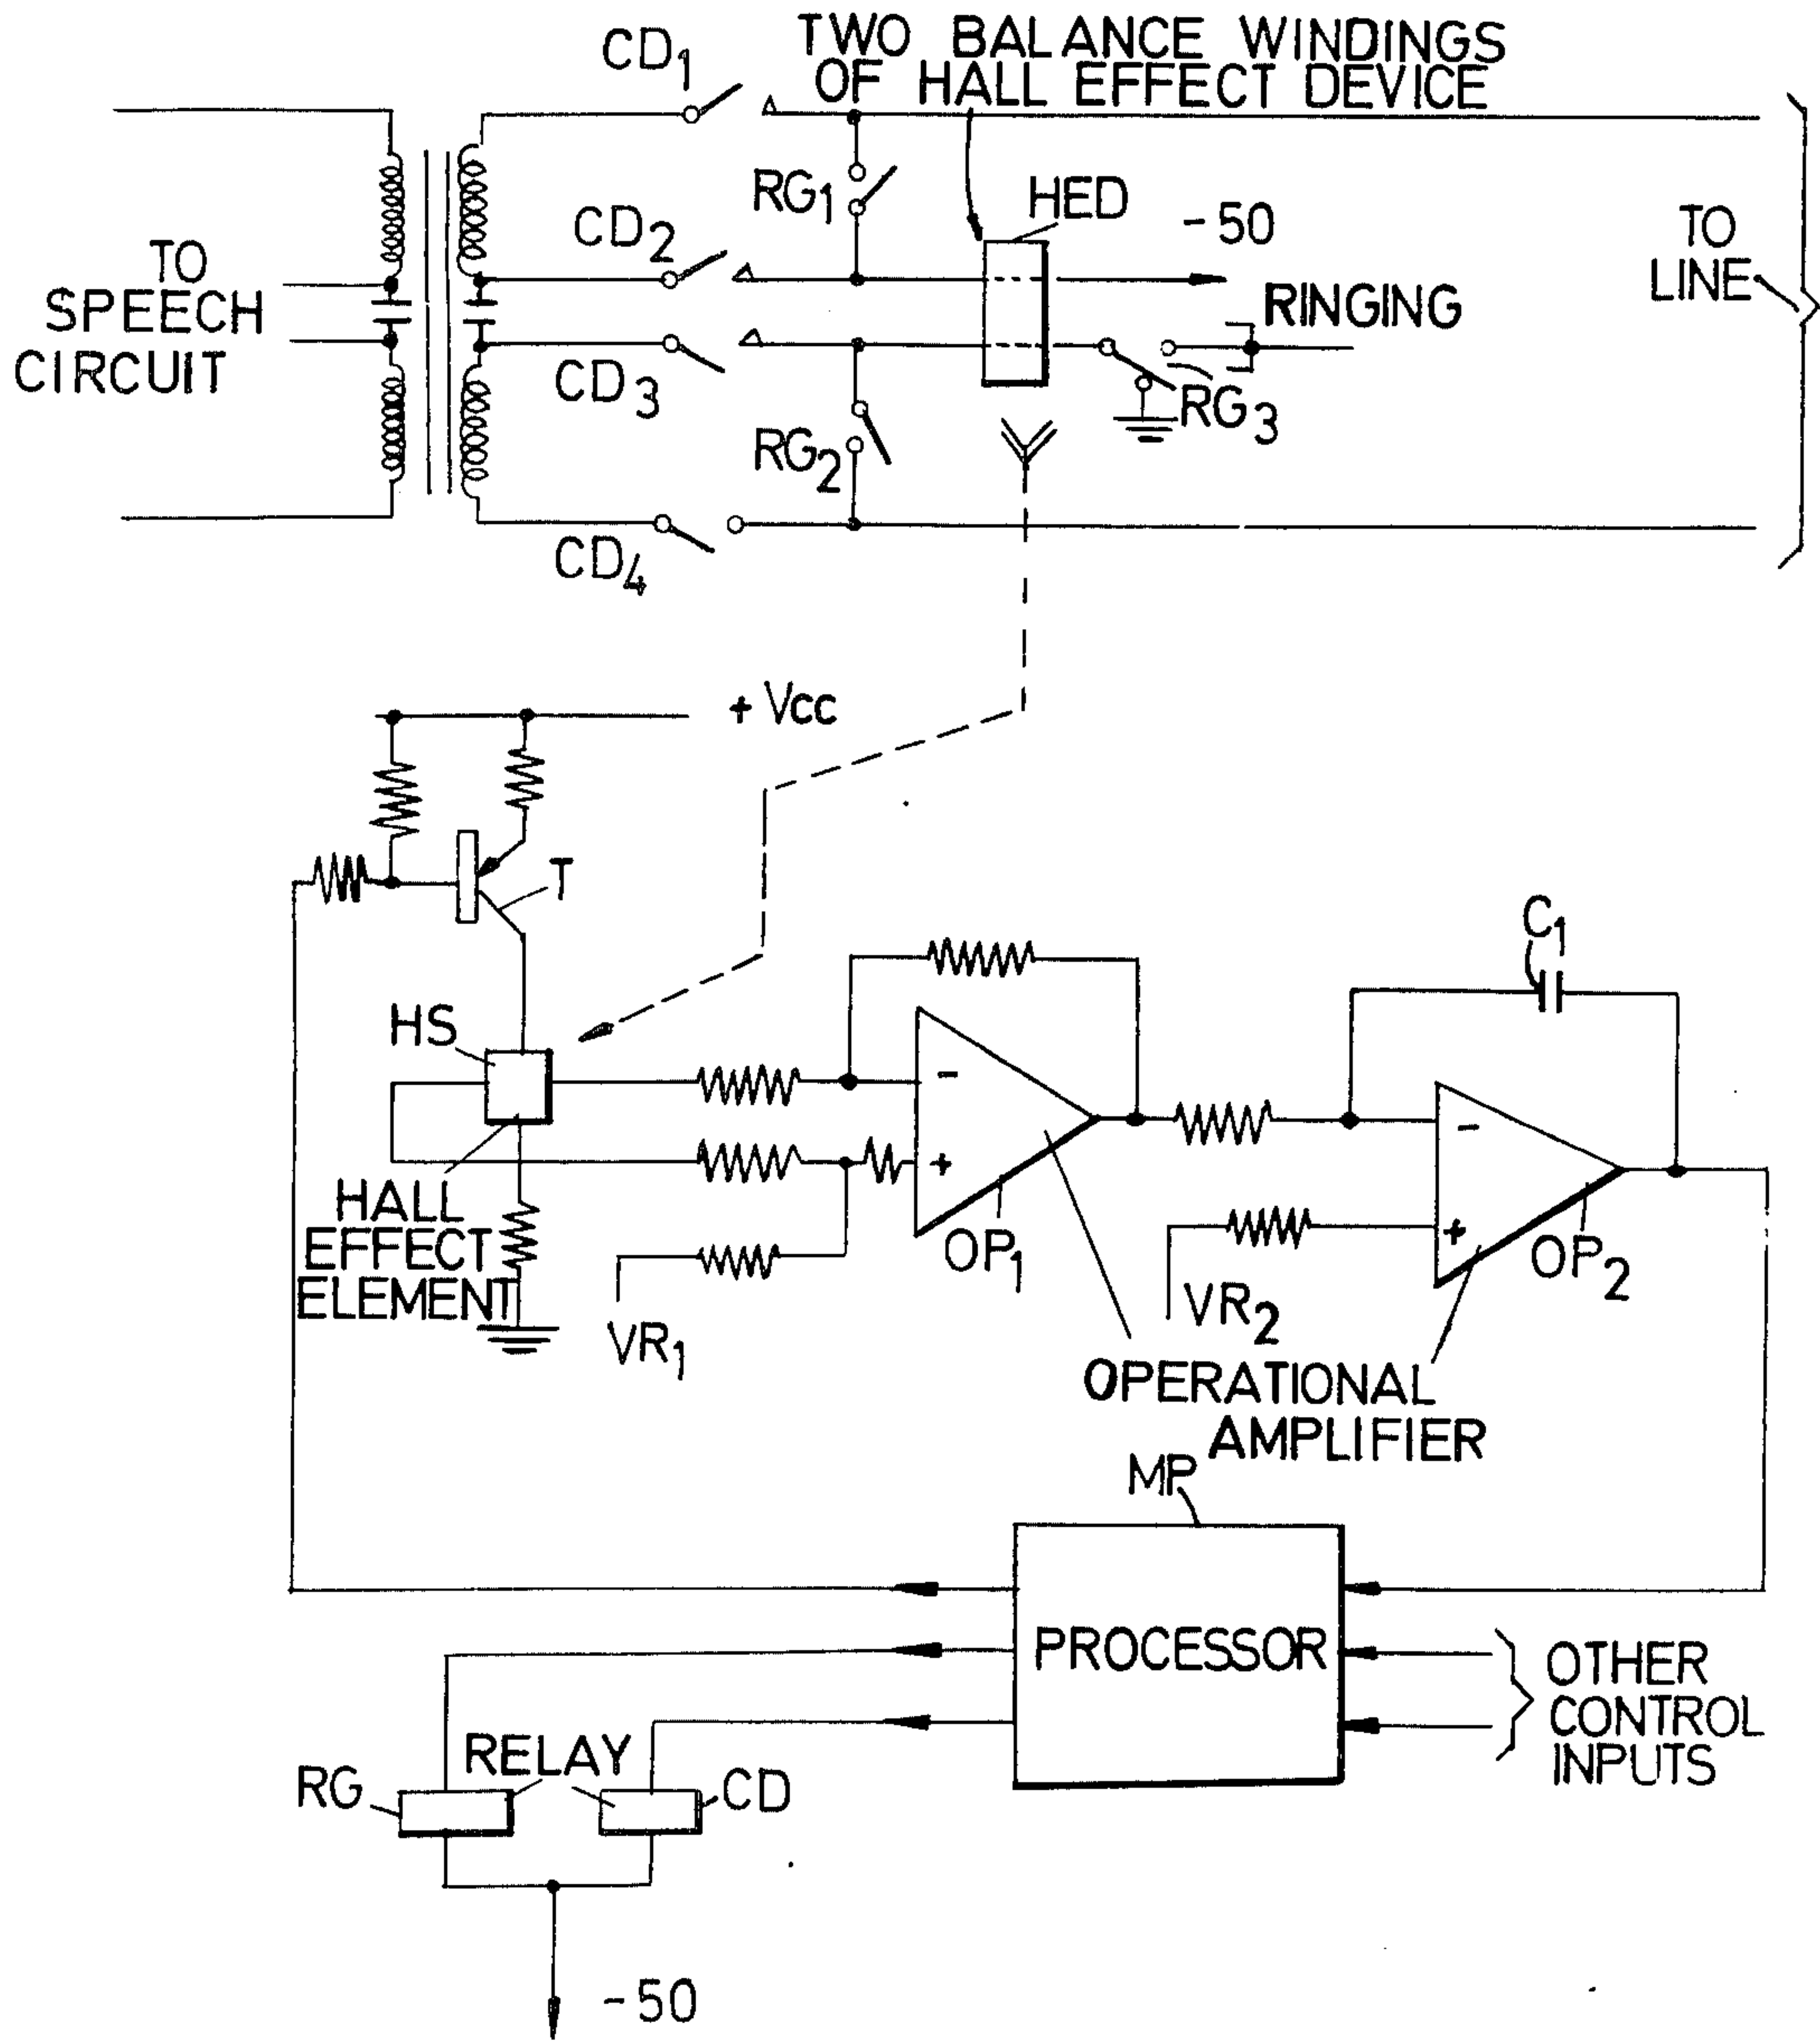 TWO BALANCE WINDINGS
OF HALL EFFECT DEVICE
CD1
RG1
HED
-50
CD2
TO
LINE
TO
SPEECH
CIRCUIT
RINGING
CD3
RG3
RG2
CD4
+ Vcc
T
C1
HS
-
-
+
HALL
EFFECT
ELEMENT
OP1
+
OP2
VR1
VR2
OPERATIONAL
AMPLIFIER
MP
PROCESSOR
OTHER
CONTROL
INPUTS
RELAY
RG
CD
-50